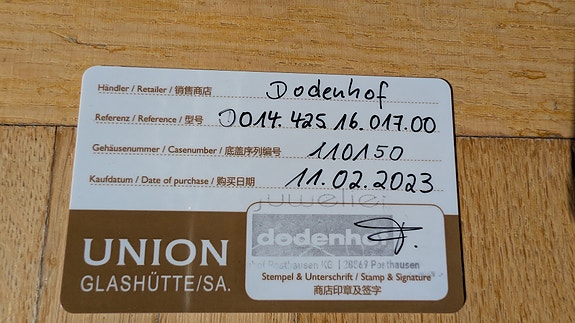 Händler / Retailer / 销售商店 Dodenhof
Referenz / Reference / 型号 D014.425.16.017.00
Gehäusenummer / Casenumber / 底盖序列编号 110150
Kaufdatum / Date of purchase / 购买日期 11.02.2023
juwelier
dodenhof
Posthausen KG | 28869 Posthausen
UNION
GLASHÜTTE/SA.
Stempel & Unterschrift / Stamp & Signature
商店印章及签字